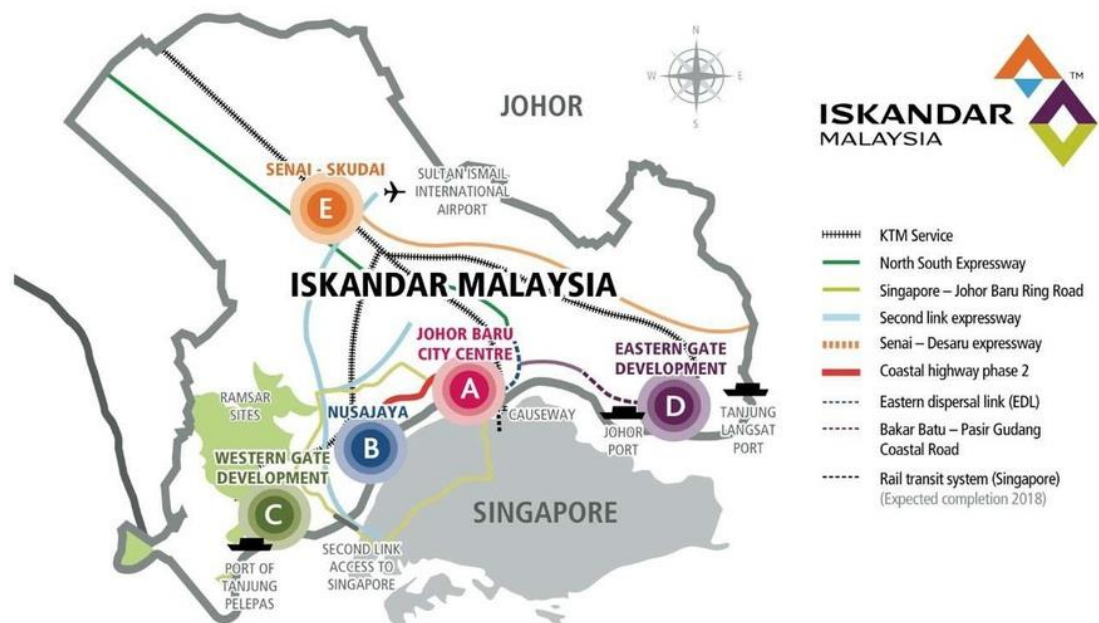 N
W
E
S
JOHOR
ISKANDAR
MALAYSIA
TM
SENAI - SKUDAI
E
SULTAN ISMAIL
INTERNATIONAL
AIRPORT
ISKANDAR MALAYSIA
JOHOR BARU
CITY CENTRE
A
EASTERN GATE
DEVELOPMENT
D
RAMSAR
SITES
NUSAJAYA
B
CAUSEWAY
JOHOR
PORT
TANJUNG
LANGSAT
PORT
WESTERN GATE
DEVELOPMENT
C
SINGAPORE
PORT OF
TANJUNG
PELEPAS
SECOND LINK
ACCESS TO
SINGAPORE
KTM Service
North South Expressway
Singapore – Johor Baru Ring Road
Second link expressway
Senai – Desaru expressway
Coastal highway phase 2
Eastern dispersal link (EDL)
Bakar Batu – Pasir Gudang
Coastal Road
Rail transit system (Singapore)
(Expected completion 2018)